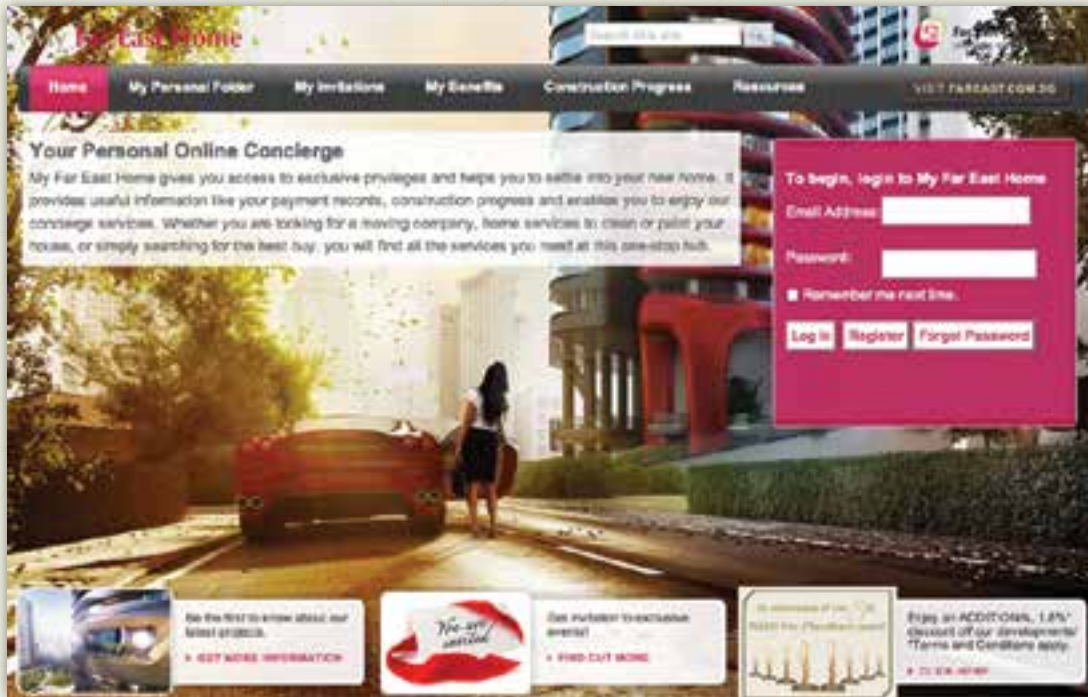 Far East Home
Search this site
Home My Personal Folder My Invitations My Benefits Construction Progress Resources VISIT FAREAST.COM.SG
Your Personal Online Concierge
My Far East Home gives you access to exclusive privileges and helps you to settle into your new home. It
provides useful information like your payment records, construction progress and enables you to enjoy our
concierge services. Whether you are looking for a moving company, home services to clean or paint your
house, or simply searching for the best buy, you will find all the services you need at this one-stop hub.
To begin, login to My Far East Home
Email Address:
Password:
Remember me next time.
Log In Register Forgot Password
Be the first to know about our
latest projects.
GET MORE INFORMATION
You are
invited
Get invitation to exclusive
events!
FIND OUT MORE
Enjoy an ADDITIONAL 1.8%*
discount off our developments!
*Terms and Conditions apply.